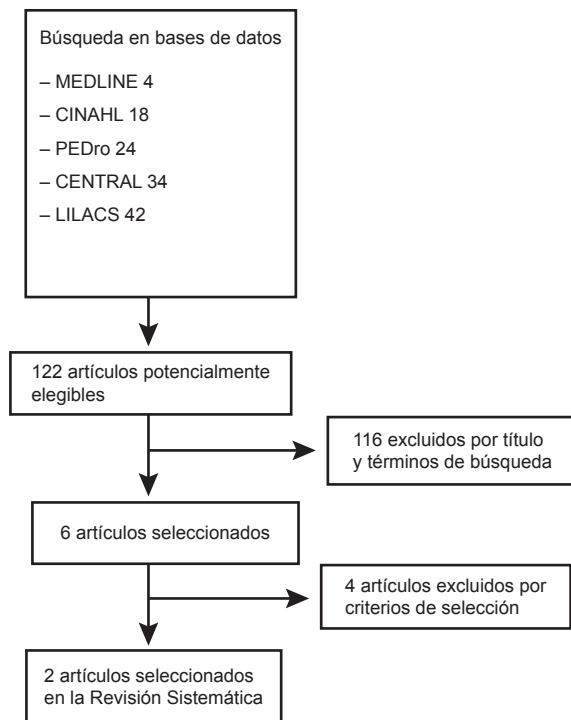 Búsqueda en bases de datos
– MEDLINE 4
– CINAHL 18
– PEDro 24
– CENTRAL 34
– LILACS 42
122 artículos potencialmente
elegibles
116 excluidos por título
y términos de búsqueda
6 artículos seleccionados
4 artículos excluidos por
criterios de selección
2 artículos seleccionados
en la Revisión Sistemática